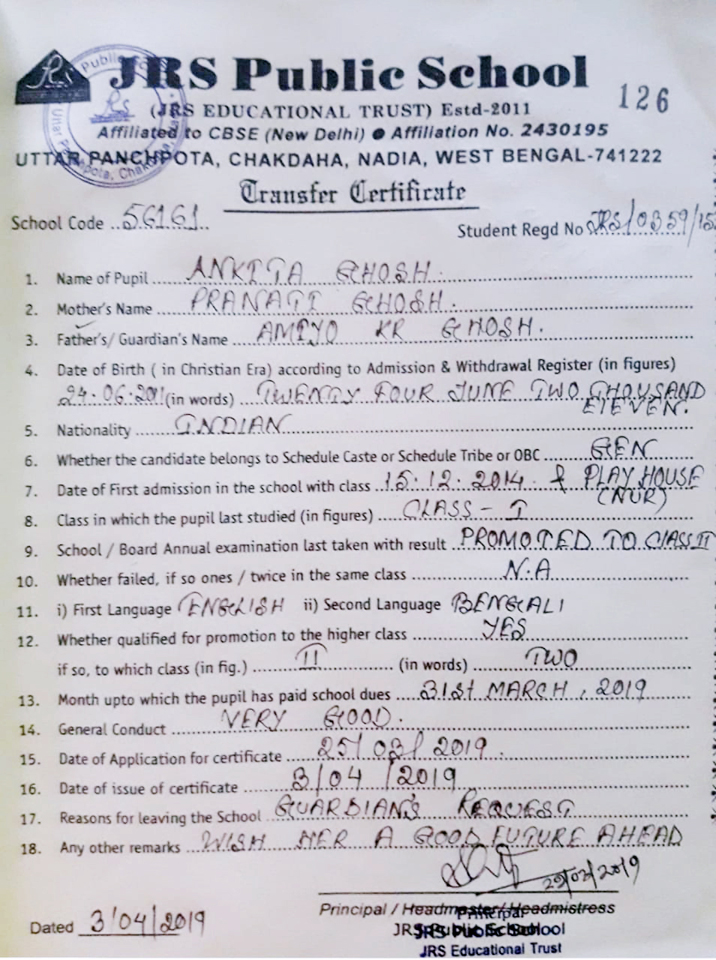 JRS Public School
126
(JRS EDUCATIONAL TRUST) Estd-2011
Affiliated to CBSE (New Delhi) ● Affiliation No. 2430195
UTTAR PANCHPOTA, CHAKDAHA, NADIA, WEST BENGAL-741222
Transfer Certificate
School Code ..56161..
Student Regd No JRS/0359/15
1. Name of Pupil ANKITA GHOSH.
2. Mother's Name PRANATI GHOSH.
3. Father's/ Guardian's Name AMIYO KR GHOSH.
4. Date of Birth ( in Christian Era) according to Admission & Withdrawal Register (in figures)
24.06.2011 (in words) TWENTY FOUR JUNE TWO THOUSAND
ELEVEN.
5. Nationality INDIAN
6. Whether the candidate belongs to Schedule Caste or Schedule Tribe or OBC GEN
7. Date of First admission in the school with class 15.12.2014 & PLAY HOUSE
(NUR)
8. Class in which the pupil last studied (in figures) CLASS - I
9. School / Board Annual examination last taken with result PROMOTED TO CLASS II
10. Whether failed, if so ones / twice in the same class N.A
11. i) First Language ENGLISH ii) Second Language BENGALI
12. Whether qualified for promotion to the higher class YES
if so, to which class (in fig.) II (in words) TWO
13. Month upto which the pupil has paid school dues 31st MARCH, 2019
14. General Conduct VERY GOOD.
15. Date of Application for certificate 25/03/2019.
16. Date of issue of certificate 3/04/2019
17. Reasons for leaving the School GUARDIAN'S REQUEST
18. Any other remarks WISH HER A GOOD FUTURE AHEAD
Principal / Headmaster/ Headmistress
Principal
Dated 3/04/2019
JRS Public School
JRS Educational Trust